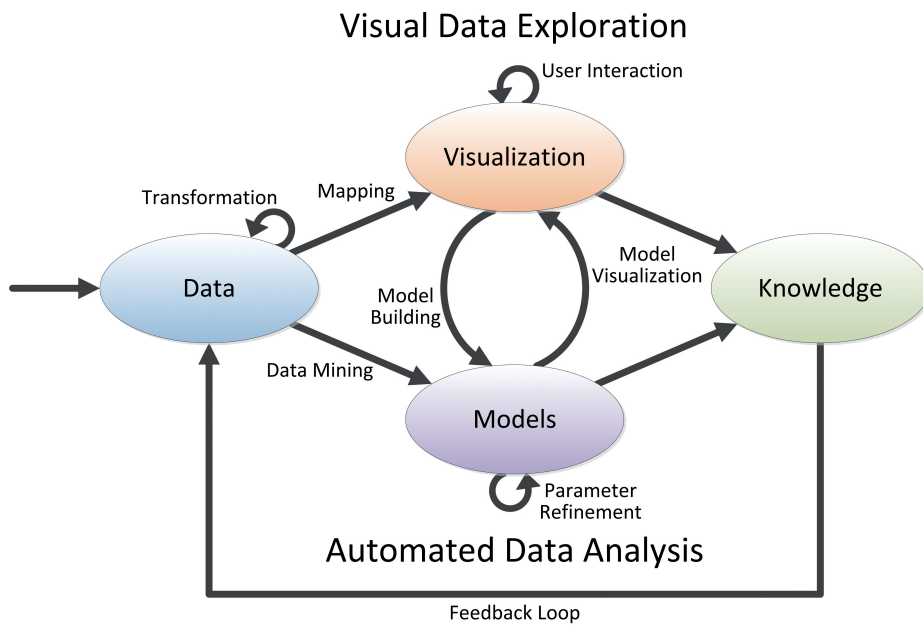 Visual Data Exploration
User Interaction
Visualization
Transformation
Mapping
Data
Model
Building
Model
Visualization
Knowledge
Data Mining
Models
Parameter
Refinement
Automated Data Analysis
Feedback Loop